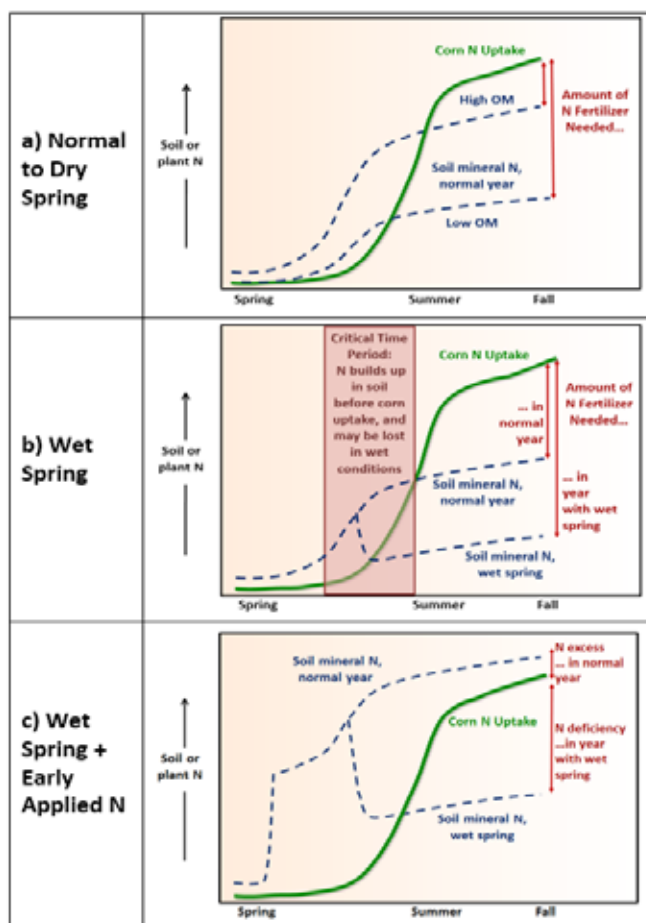 a) Normal
to Dry
Spring
Soil or
plant N
Corn N Uptake
High OM
Amount of
N Fertilizer
Needed...
Soil mineral N,
normal year
Low OM
Spring
Summer
Fall
b) Wet
Spring
Soil or
plant N
Critical Time
Period:
N builds up
in soil
before corn
uptake, and
may be lost
in wet
conditions
Corn N Uptake
Amount of
N Fertilizer
Needed...
... in
normal
year
Soil mineral N,
normal year
... in
year
with wet
spring
Soil mineral N,
wet spring
Spring
Summer
Fall
c) Wet
Spring +
Early
Applied N
Soil or
plant N
Soil mineral N,
normal year
N excess
... in normal
year
Corn N Uptake
N deficiency
...in year
with wet
spring
Soil mineral N,
wet spring
Spring
Summer
Fall